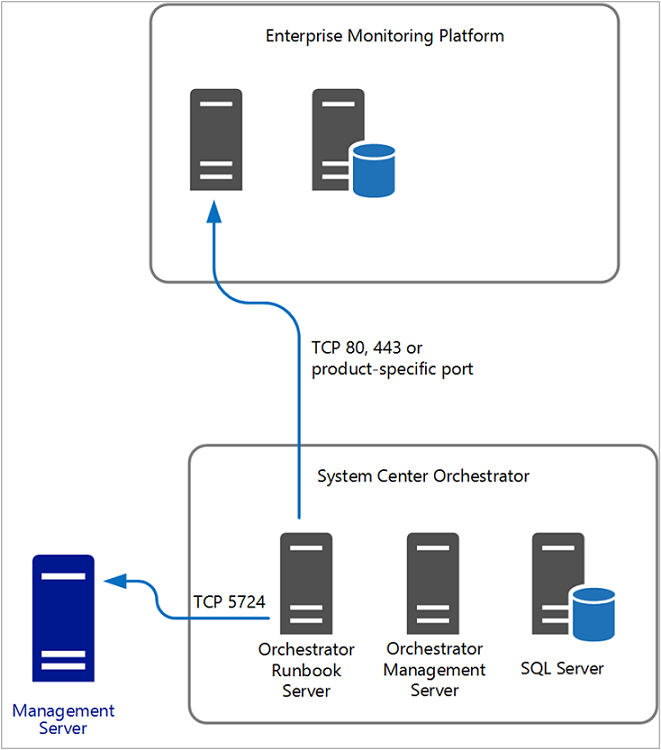 Enterprise Monitoring Platform
TCP 80, 443 or
product-specific port
System Center Orchestrator
TCP 5724
Orchestrator
Runbook
Server
Orchestrator
Management
Server
SQL Server
Management
Server